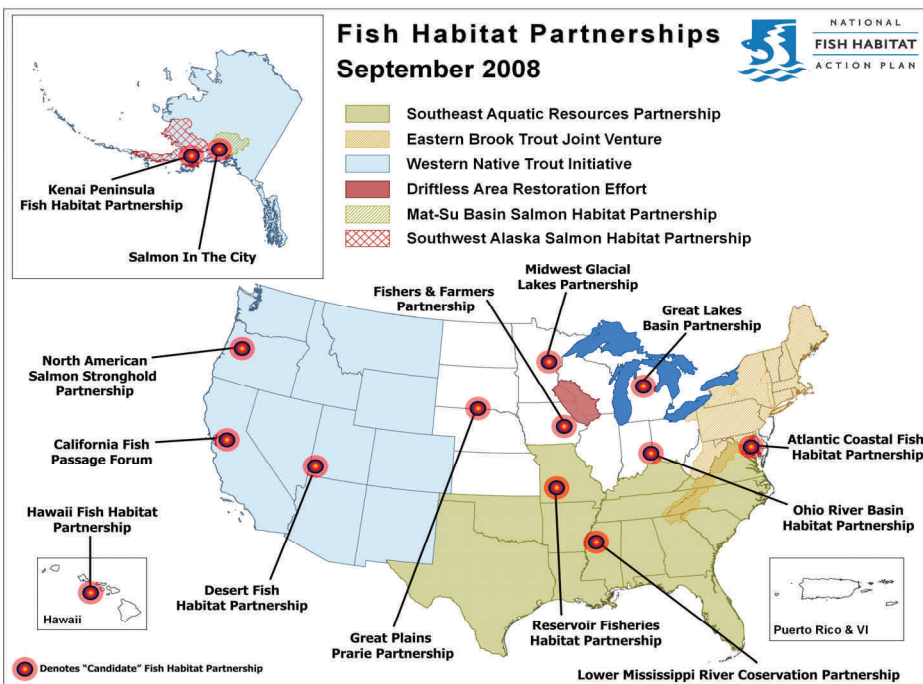 Fish Habitat Partnerships
September 2008
NATIONAL
FISH HABITAT
ACTION PLAN
Southeast Aquatic Resources Partnership
Eastern Brook Trout Joint Venture
Western Native Trout Initiative
Driftless Area Restoration Effort
Mat-Su Basin Salmon Habitat Partnership
Southwest Alaska Salmon Habitat Partnership
Kenai Peninsula
Fish Habitat Partnership
Salmon In The City
Midwest Glacial
Lakes Partnership
Fishers & Farmers
Partnership
Great Lakes
Basin Partnership
North American
Salmon Stronghold
Partnership
California Fish
Passage Forum
Atlantic Coastal Fish
Habitat Partnership
Hawaii Fish Habitat
Partnership
Ohio River Basin
Habitat Partnership
Hawaii
Desert Fish
Habitat Partnership
Great Plains
Prarie Partnership
Reservoir Fisheries
Habitat Partnership
Puerto Rico & VI
Lower Mississippi River Coservation Partnership
Denotes "Candidate" Fish Habitat Partnership